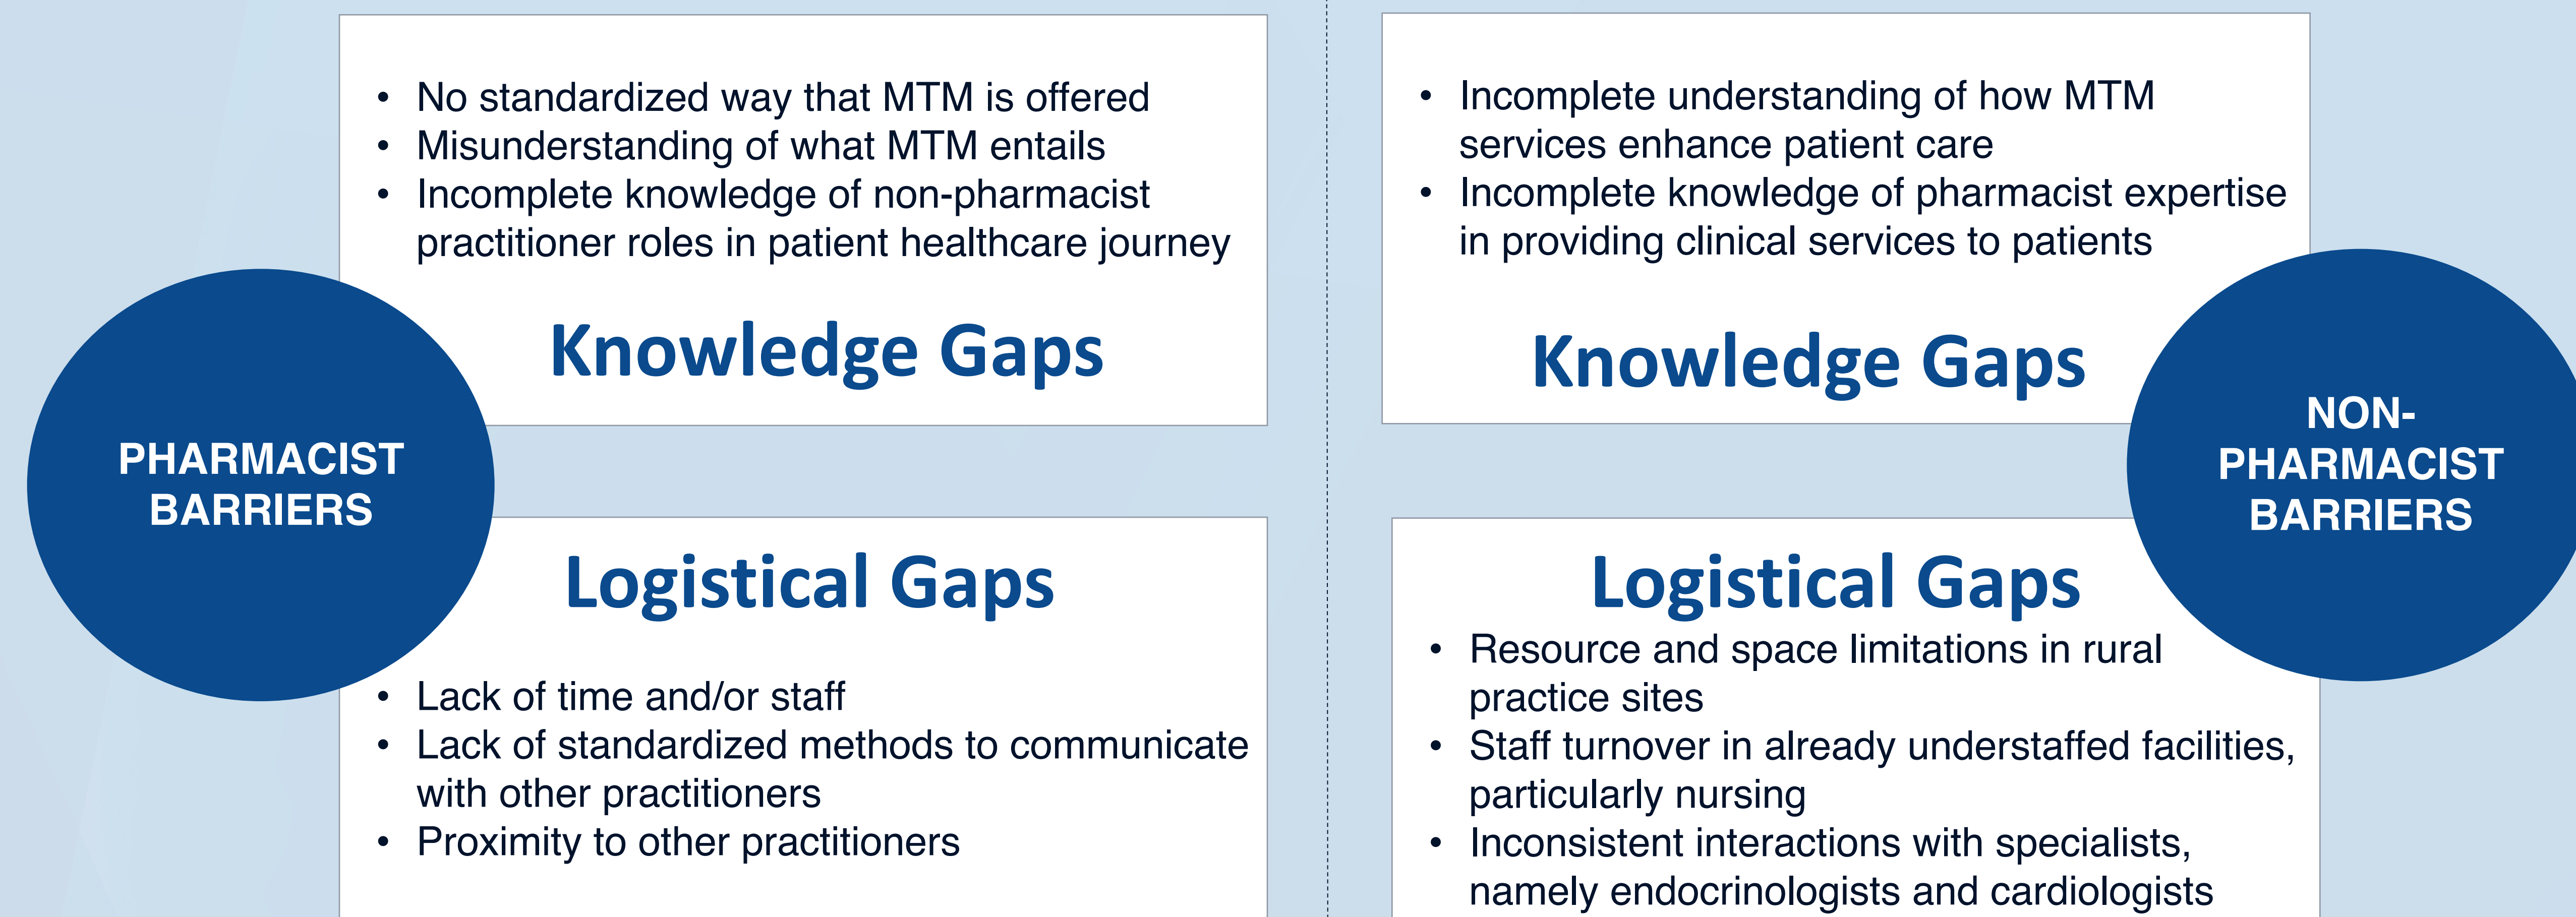 PHARMACIST
BARRIERS
• No standardized way that MTM is offered
• Misunderstanding of what MTM entails
• Incomplete knowledge of non-pharmacist
practitioner roles in patient healthcare journey
Knowledge Gaps
Logistical Gaps
• Lack of time and/or staff
• Lack of standardized methods to communicate
with other practitioners
• Proximity to other practitioners
• Incomplete understanding of how MTM
services enhance patient care
• Incomplete knowledge of pharmacist expertise
in providing clinical services to patients
Knowledge Gaps
NON-
PHARMACIST
BARRIERS
Logistical Gaps
• Resource and space limitations in rural
practice sites
• Staff turnover in already understaffed facilities,
particularly nursing
• Inconsistent interactions with specialists,
namely endocrinologists and cardiologists